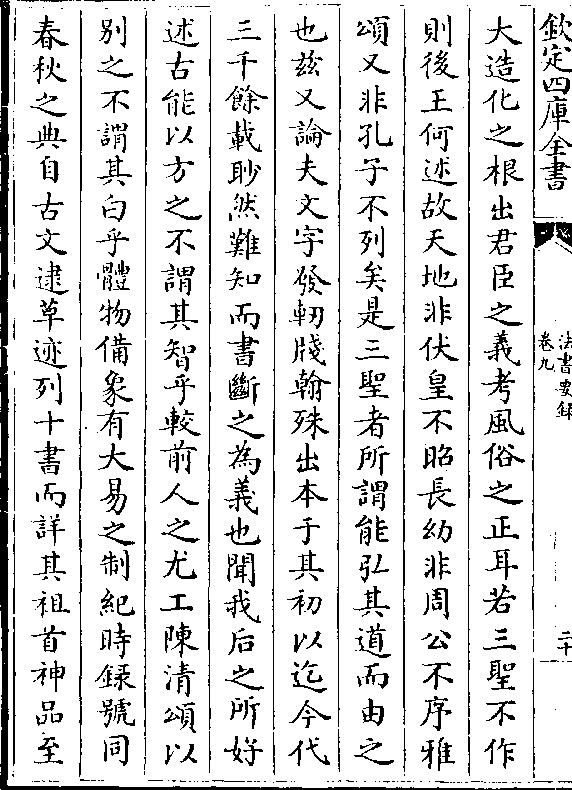 欽定四庫全書
法書要録
卷九
二十
大造化之根出君臣之義考風俗之正耳若三聖不作
則後王何述故天地非伏皇不昭長幼非周公不序雅
頌又非孔子不列矣是三聖者所謂能弘其道而由之
也兹又論夫文字發軔牋翰殊出本于其初以迄今代
三千餘載眇然難知而書斷之為義也聞我后之所好
述古能以方之不謂其智乎較前人之尤工陳清頌以
別之不謂其白乎體物備象有大易之制紀時録號同
春秋之典自古文逮草迹列十書而詳其祖首神品至